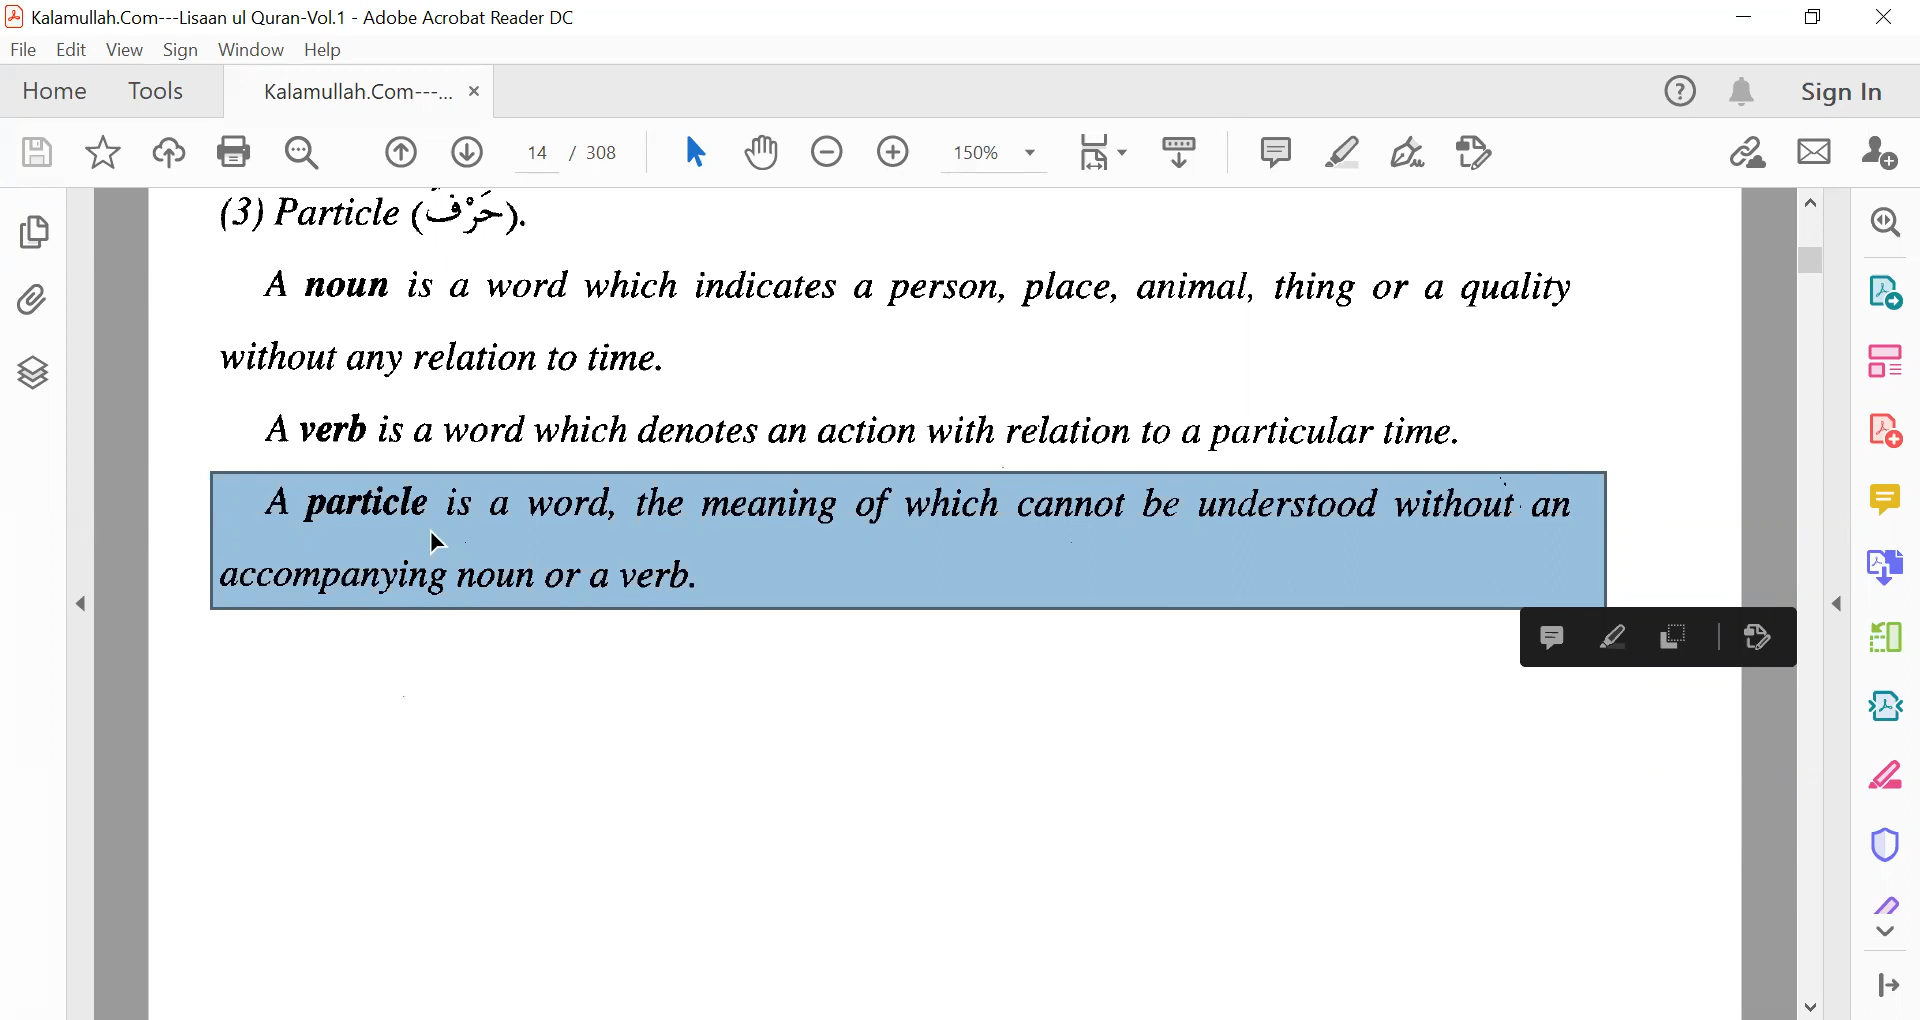 Kalamullah.Com---Lisaan ul Quran-Vol.1 - Adobe Acrobat Reader DC
File Edit View Sign Window Help
Home Tools Kalamullah.Com---... × Sign In
14 / 308 150%
(3) Particle (حَرْفٌ).
A noun is a word which indicates a person, place, animal, thing or a quality
without any relation to time.
A verb is a word which denotes an action with relation to a particular time.
A particle is a word, the meaning of which cannot be understood without an
accompanying noun or a verb.